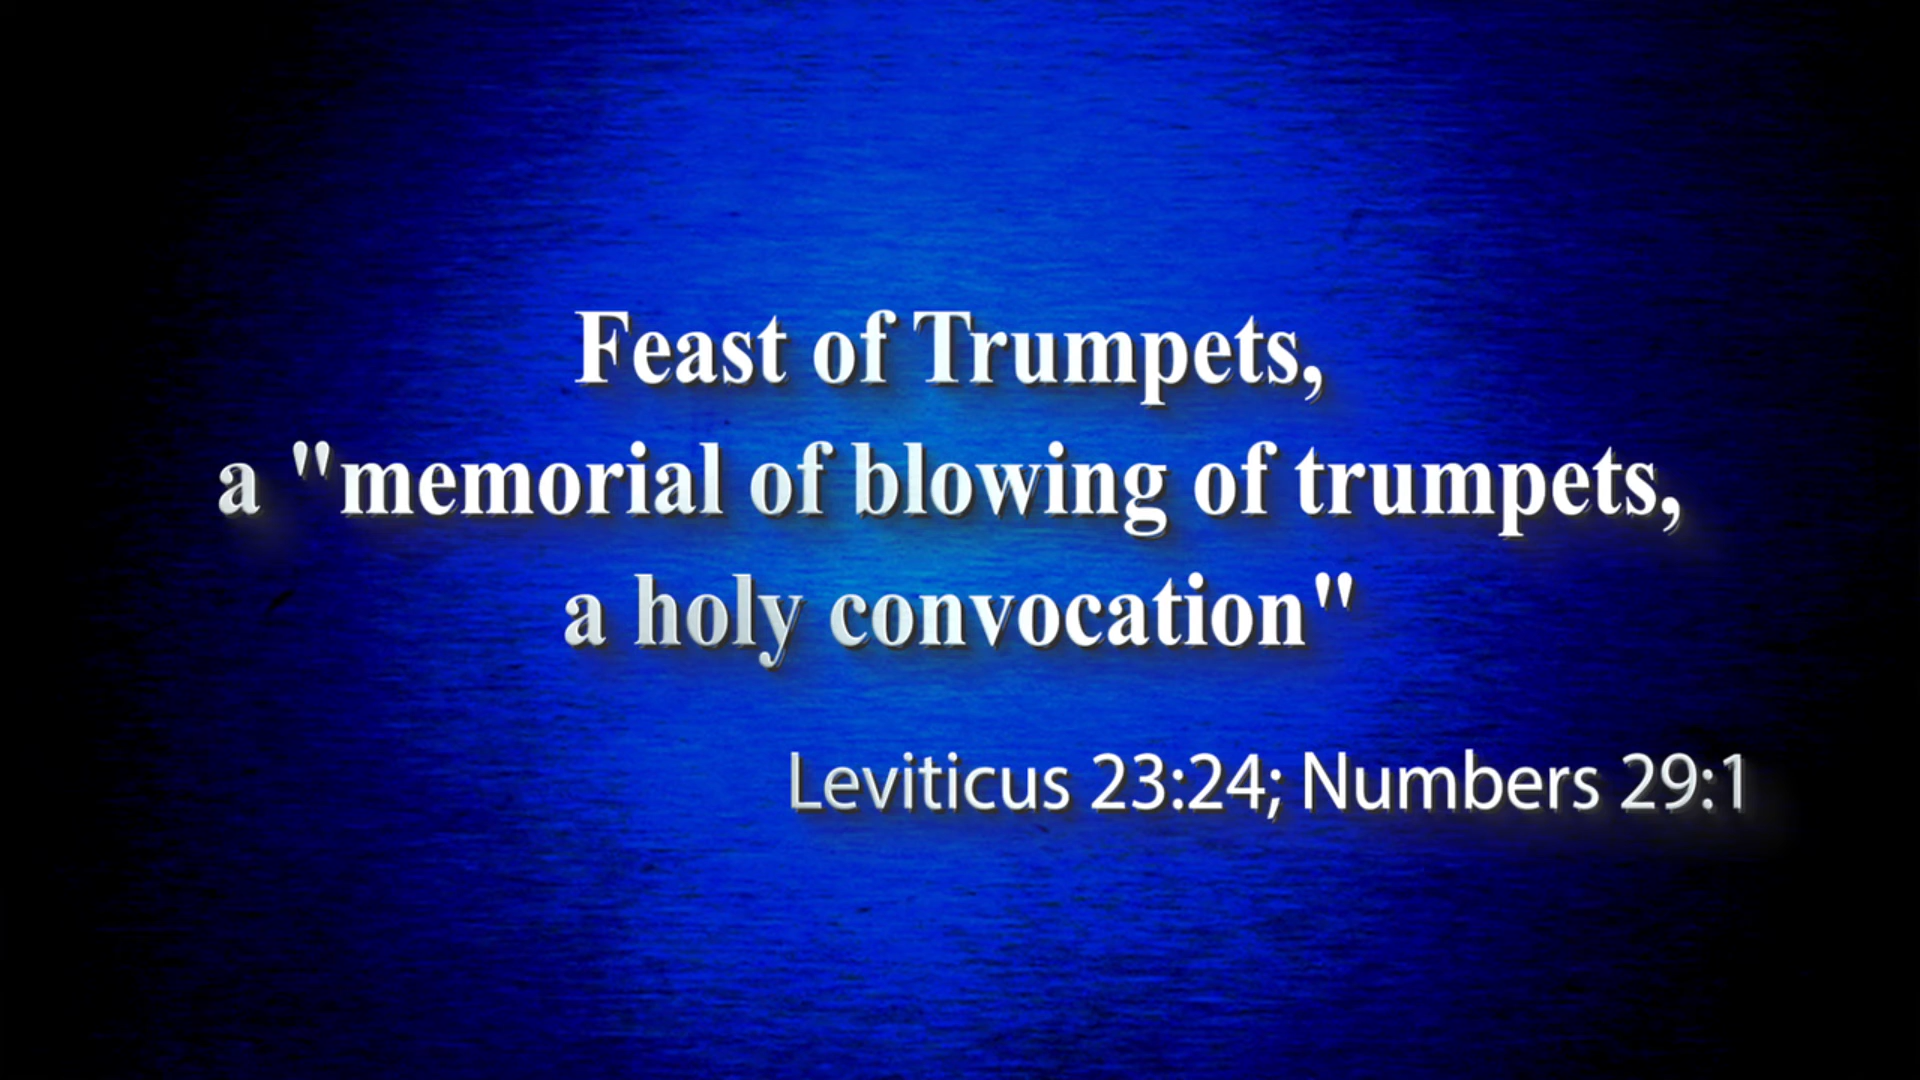 Feast of Trumpets,
a "memorial of blowing of trumpets,
a holy convocation"
Leviticus 23:24; Numbers 29:1